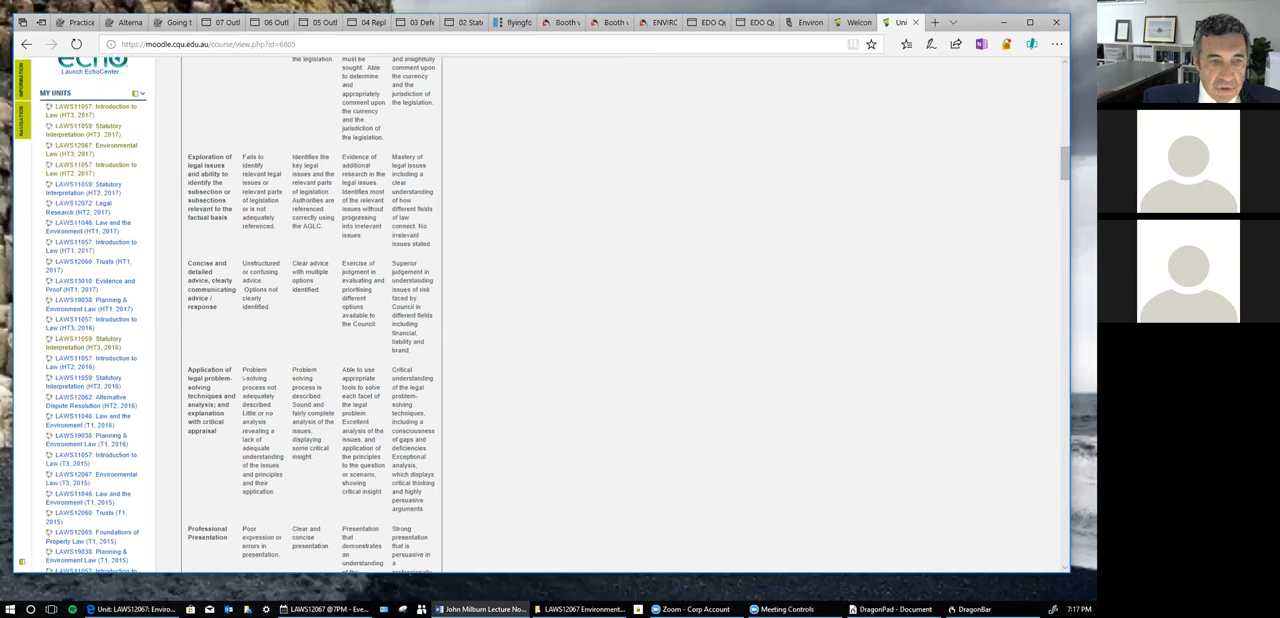 Practice
Alterna
Going t
07 Outl
06 Outl
05 Outl
04 Repl
03 Defe
02 State
flyingfo
Booth v
Booth v
ENVIRO
EDO Qu
EDO Qu
Environ
Welcon
Uni
https://moodle.cqu.edu.au/course/view.php?id=6805
INFORMATION
NAVIGATION
echo
Launch EchoCenter...
MY UNITS
LAWS11057: Introduction to
Law (HT3, 2017)
LAWS11059: Statutory
Interpretation (HT3, 2017)
LAWS12067: Environmental
Law (HT3, 2017)
LAWS11057: Introduction to
Law (HT2, 2017)
LAWS11059: Statutory
Interpretation (HT2, 2017)
LAWS12072: Legal
Research (HT2, 2017)
LAWS11046: Law and the
Environment (HT1, 2017)
LAWS11057: Introduction to
Law (HT1, 2017)
LAWS12060: Trusts (HT1,
2017)
LAWS13010: Evidence and
Proof (HT1, 2017)
LAWS19038: Planning &
Environment Law (HT1, 2017)
LAWS11057: Introduction to
Law (HT3, 2016)
LAWS11059: Statutory
Interpretation (HT3, 2016)
LAWS11057: Introduction to
Law (HT2, 2016)
LAWS11059: Statutory
Interpretation (HT2, 2016)
LAWS12062: Alternative
Dispute Resolution (HT2, 2016)
LAWS11046: Law and the
Environment (T1, 2016)
LAWS19038: Planning &
Environment Law (T1, 2016)
LAWS11057: Introduction to
Law (T3, 2015)
LAWS12067: Environmental
Law (T3, 2015)
LAWS11046: Law and the
Environment (T1, 2015)
LAWS12060: Trusts (T1,
2015)
LAWS12065: Foundations of
Property Law (T1, 2015)
LAWS19038: Planning &
Environment Law (T1, 2015)
LAWS11057: Introduction to
the legislation.
must be
sought. Able
to determine
and
appropriately
comment upon
the currency
and the
jurisdiction of
the legislation.
and insightfully
comment upon
the currency
and the
jurisdiction of
the legislation.
Exploration of
legal issues
and ability to
identify the
subsection or
subsections
relevant to the
factual basis
Fails to
identify
relevant legal
issues or
relevant parts
of legislation
or is not
adequately
referenced.
Identifies the
key legal
issues and the
relevant parts
of legislation.
Authorities are
referenced
correctly using
the AGLC.
Evidence of
additional
research in the
legal issues.
Identifies most
of the relevant
issues without
progressing
into irrelevant
issues.
Mastery of
legal issues
including a
clear
understanding
of how
different fields
of law
connect. No
irrelevant
issues stated.
Concise and
detailed
advice, clearly
communicating
advice /
response
Unstructured
or confusing
advice.
Options not
clearly
identified.
Clear advice
with multiple
options
identified.
Exercise of
judgment in
evaluating and
prioritising
different
options
available to
the Council.
Superior
judgement in
understanding
issues of risk
faced by
Council in
different fields
including
financial,
liability and
brand.
Application of
legal problem-
solving
techniques and
analysis; and
explanation
with critical
appraisal
Problem
-solving
process not
adequately
described.
Little or no
analysis
revealing a
lack of
adequate
understanding
of the issues
and principles
and their
application.
Problem
solving
process is
described.
Sound and
fairly complete
analysis of the
issues,
displaying
some critical
insight.
Able to use
appropriate
tools to solve
each facet of
the legal
problem.
Excellent
analysis of the
issues, and
application of
the principles
to the question
or scenario,
showing
critical insight.
Critical
understanding
of the legal
problem-
solving
techniques.
including a
consciousness
of gaps and
deficiencies.
Exceptional
analysis,
which displays
critical thinking
and highly
persuasive
arguments
Professional
Presentation
Poor
expression or
errors in
presentation.
Clear and
concise
presentation.
Presentation
that
demonstrates
an
understanding
of the
Strong
presentation
that is
persuasive in
a
Unit: LAWS12067: Enviro...
LAWS12067 @7PM - Eve...
John Milburn Lecture No...
LAWS12067 Environment...
Zoom - Corp Account
Meeting Controls
DragonPad - Document
DragonBar
7:17 PM